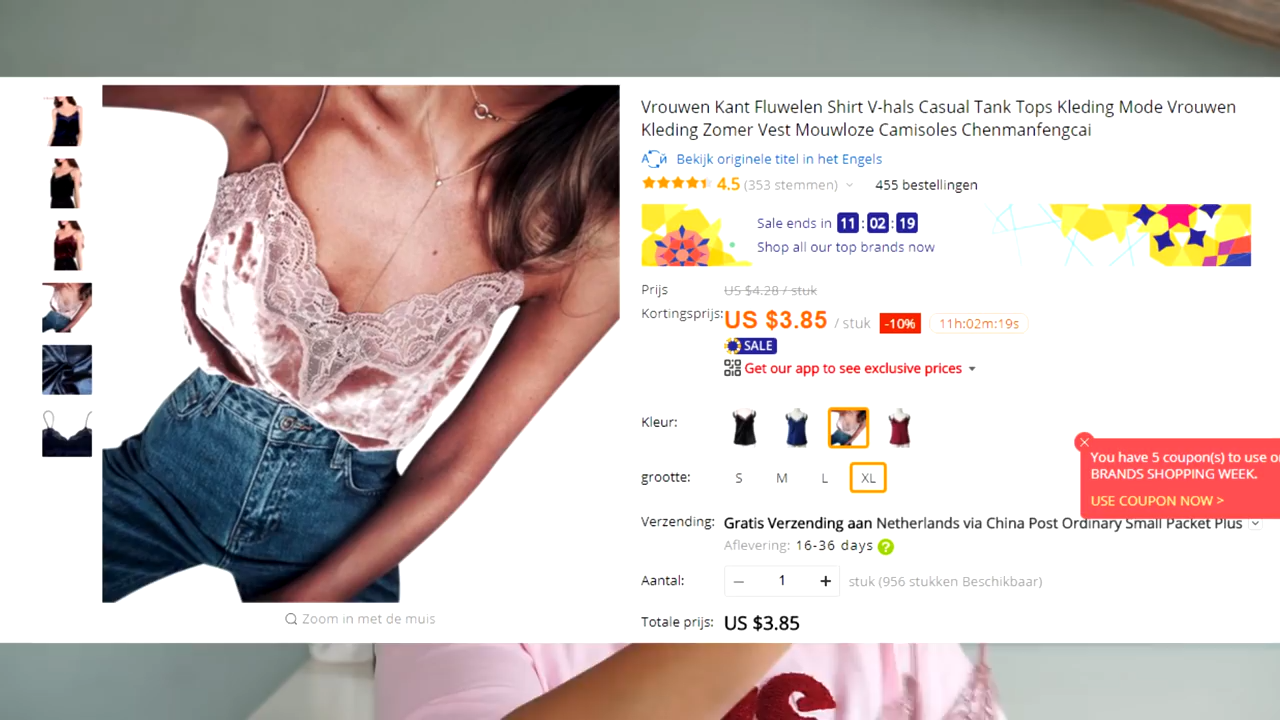 Vrouwen Kant Fluwelen Shirt V-hals Casual Tank Tops Kleding Mode Vrouwen
Kleding Zomer Vest Mouwloze Camisoles Chenmanfengcai
Bekijk originele titel in het Engels
4.5 (353 stemmen) 455 bestellingen
Sale ends in 11:02:19
Shop all our top brands now
Prijs US $4.28 / stuk
Kortingsprijs: US $3.85 / stuk -10% 11h:02m:19s
SALE
Get our app to see exclusive prices
Kleur:
grootte: S M L XL
You have 5 coupon(s) to use o
BRANDS SHOPPING WEEK.
USE COUPON NOW >
Verzending: Gratis Verzending aan Netherlands via China Post Ordinary Small Packet Plus
Aflevering: 16-36 days ?
Aantal: – 1 + stuk (956 stukken Beschikbaar)
Totale prijs: US $3.85
Zoom in met de muis